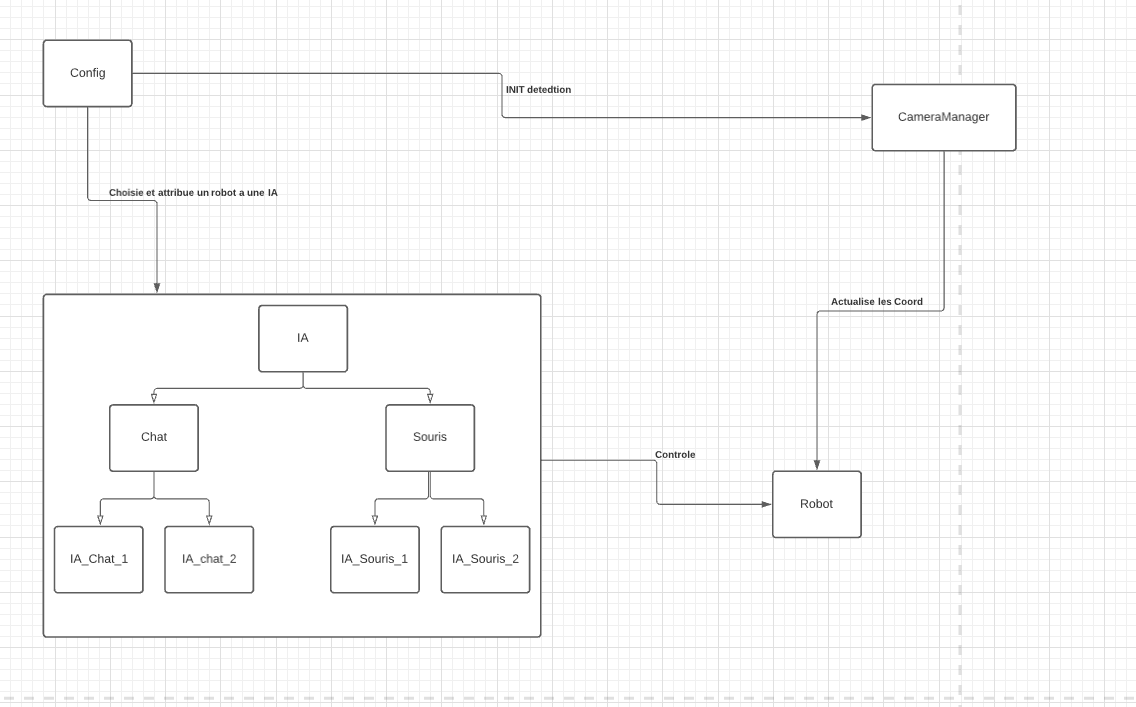 Config
INIT detedtion
CameraManager
Choisie et attribue un robot a une IA
Actualise les Coord
IA
Chat
Souris
Controle
Robot
IA_Chat_1
IA_chat_2
IA_Souris_1
IA_Souris_2